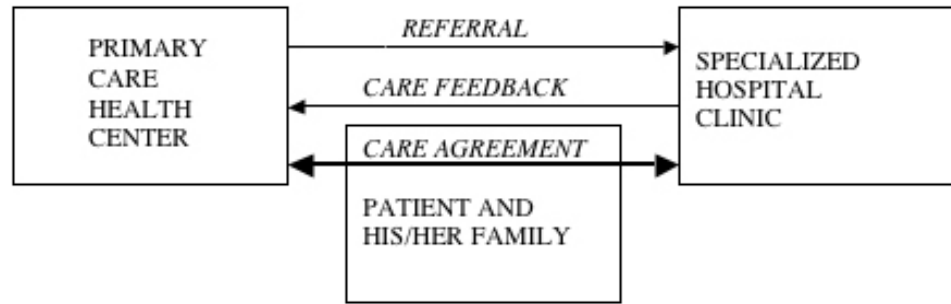 PRIMARY
CARE
HEALTH
CENTER
REFERRAL
CARE FEEDBACK
CARE AGREEMENT
PATIENT AND
HIS/HER FAMILY
SPECIALIZED
HOSPITAL
CLINIC